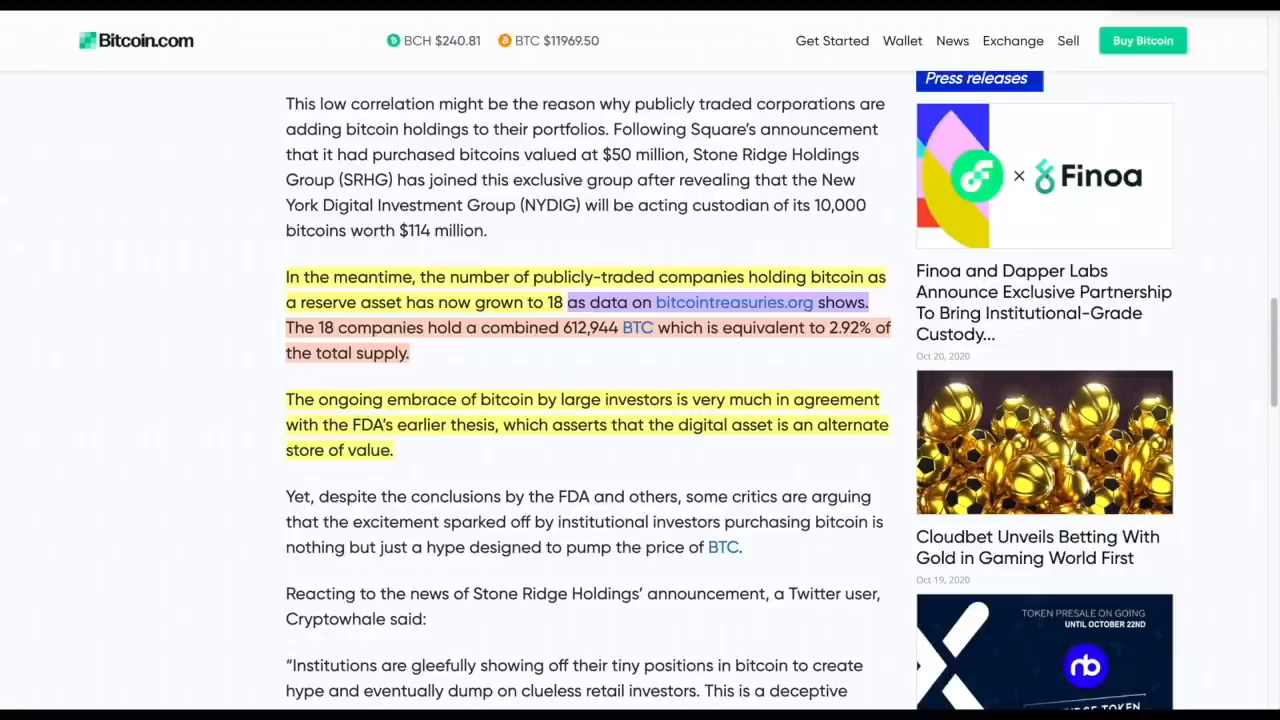 Bitcoin.com
BCH $240.81
BTC $11969.50
Get Started
Wallet
News
Exchange
Sell
Buy Bitcoin
This low correlation might be the reason why publicly traded corporations are
adding bitcoin holdings to their portfolios. Following Square’s announcement
that it had purchased bitcoins valued at $50 million, Stone Ridge Holdings
Group (SRHG) has joined this exclusive group after revealing that the New
York Digital Investment Group (NYDIG) will be acting custodian of its 10,000
bitcoins worth $114 million.
In the meantime, the number of publicly-traded companies holding bitcoin as
a reserve asset has now grown to 18 as data on bitcointreasuries.org shows.
The 18 companies hold a combined 612,944 BTC which is equivalent to 2.92% of
the total supply.
The ongoing embrace of bitcoin by large investors is very much in agreement
with the FDA’s earlier thesis, which asserts that the digital asset is an alternate
store of value.
Yet, despite the conclusions by the FDA and others, some critics are arguing
that the excitement sparked off by institutional investors purchasing bitcoin is
nothing but just a hype designed to pump the price of BTC.
Reacting to the news of Stone Ridge Holdings’ announcement, a Twitter user,
Cryptowhale said:
“Institutions are gleefully showing off their tiny positions in bitcoin to create
hype and eventually dump on clueless retail investors. This is a deceptive
Press releases
× Finoa
Finoa and Dapper Labs
Announce Exclusive Partnership
To Bring Institutional-Grade
Custody...
Oct 20, 2020
Cloudbet Unveils Betting With
Gold in Gaming World First
Oct 19, 2020
TOKEN PRESALE ON GOING
UNTIL OCTOBER 22ND
nb
TOKEN